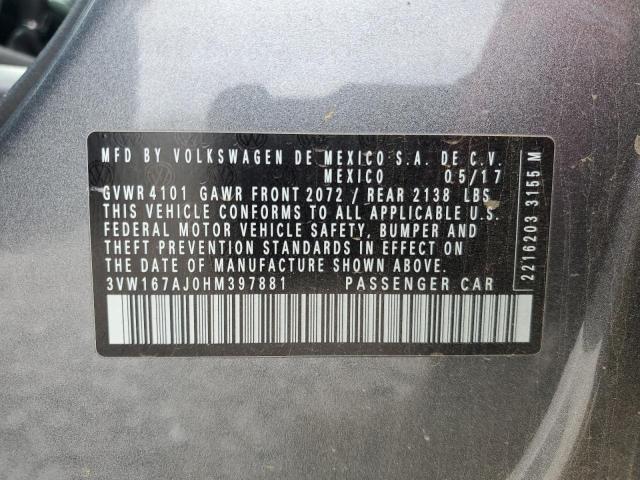 MFD BY VOLKSWAGEN DE MEXICO S.A. DE C.V.
MEXICO 05/17
GVWR 4101 GAWR FRONT 2072 / REAR 2138 LBS
THIS VEHICLE CONFORMS TO ALL APPLICABLE U.S.
FEDERAL MOTOR VEHICLE SAFETY, BUMPER AND
THEFT PREVENTION STANDARDS IN EFFECT ON
THE DATE OF MANUFACTURE SHOWN ABOVE.
3VW167AJ0HM397881 PASSENGER CAR
2216203 3155 M